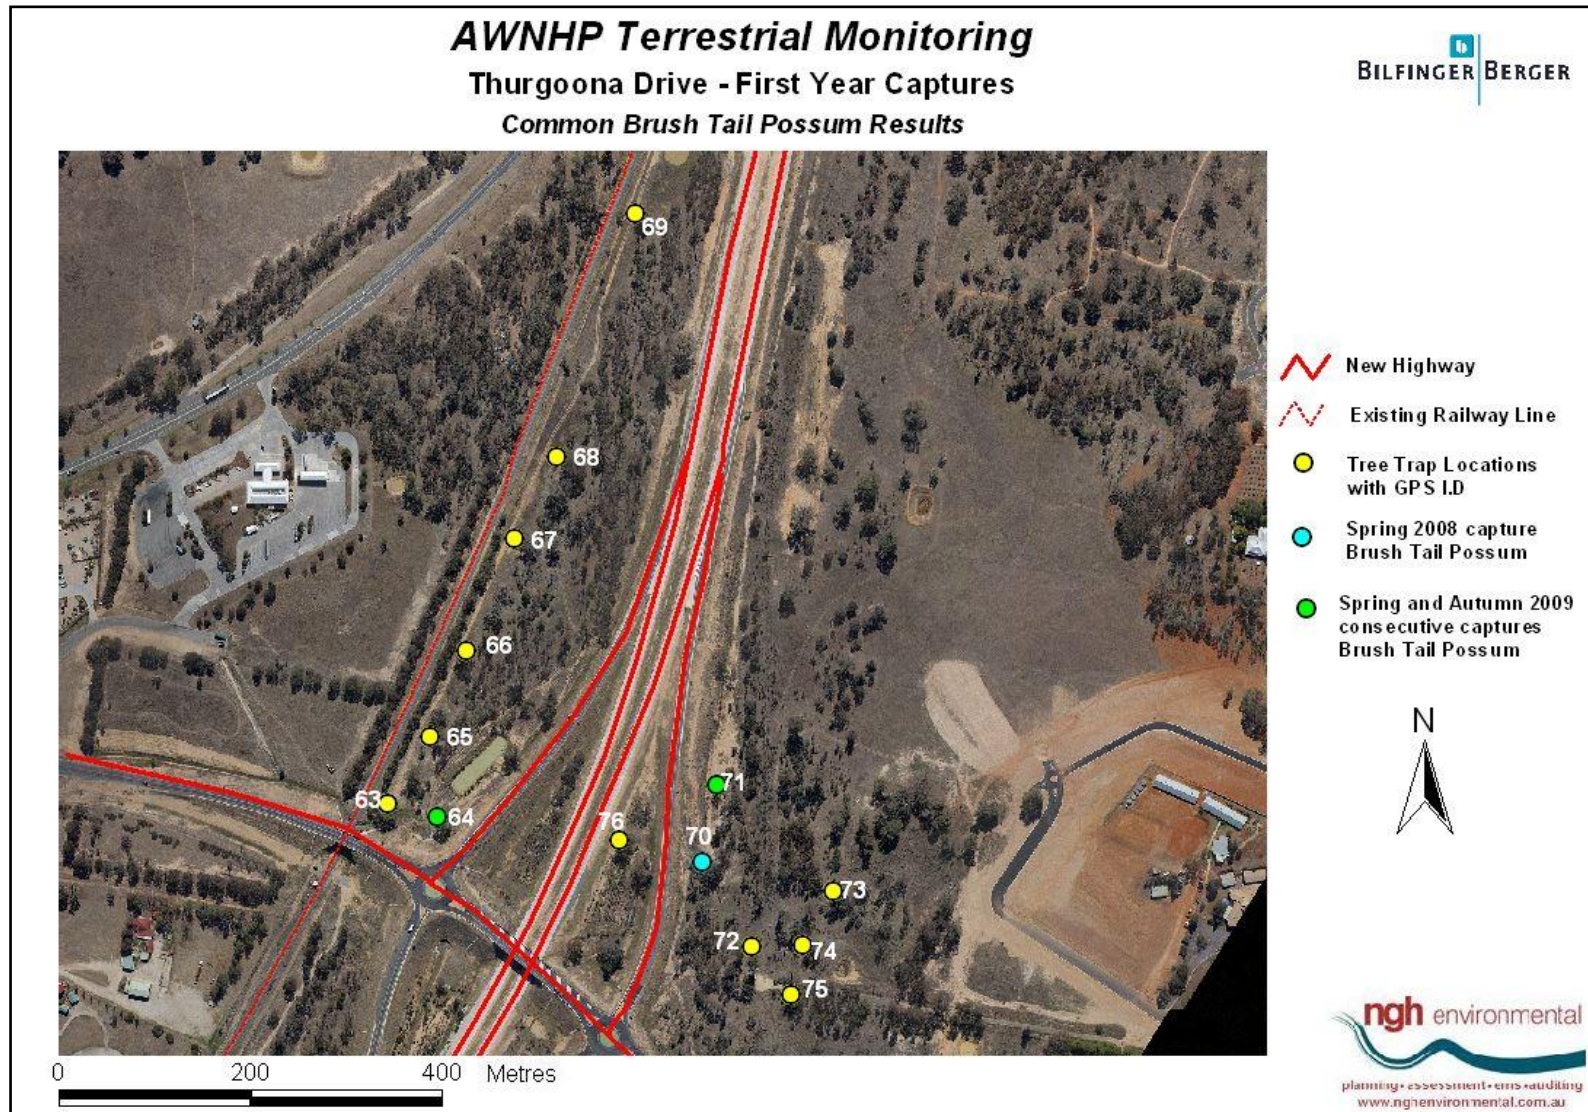 AWNHP Terrestrial Monitoring
Thurgoona Drive - First Year Captures
Common Brush Tail Possum Results
b
BILFINGER BERGER
69
68
67
66
65
63
64
71
76
70
73
72
74
75
New Highway
Existing Railway Line
Tree Trap Locations
with GPS I.D
Spring 2008 capture
Brush Tail Possum
Spring and Autumn 2009
consecutive captures
Brush Tail Possum
N
0 200 400 Metres
ngh environmental
planning • assessment • ems • auditing
www.nghenvironmental.com.au